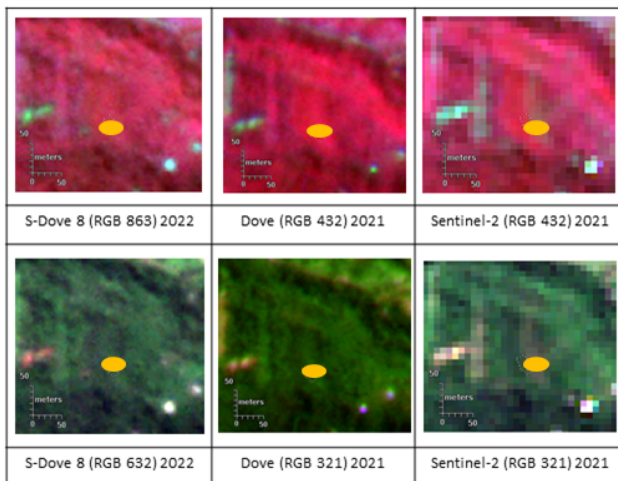 50
meters
0 50
50
meters
0 50
50
meters
0 50
S-Dove 8 (RGB 863) 2022
Dove (RGB 432) 2021
Sentinel-2 (RGB 432) 2021
50
meters
0 50
50
meters
0 50
50
meters
0 50
S-Dove 8 (RGB 632) 2022
Dove (RGB 321) 2021
Sentinel-2 (RGB 321) 2021